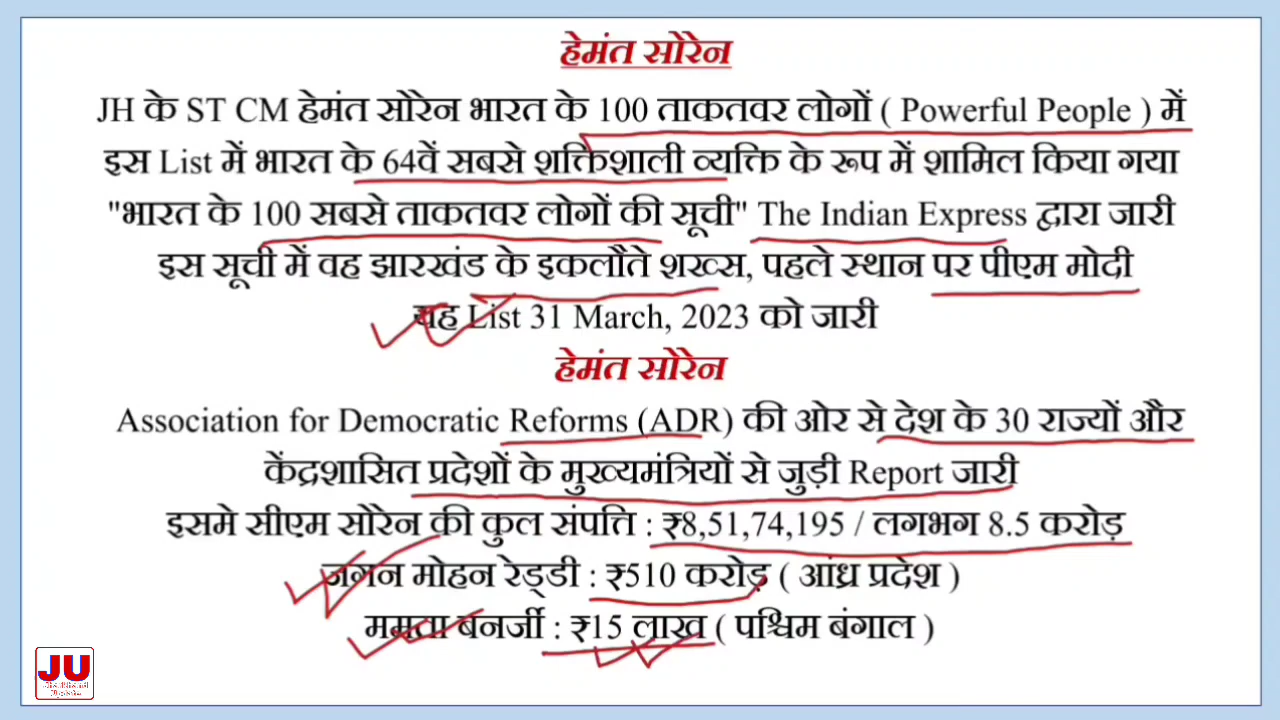 हेमंत सोरेन
JH के ST CM हेमंत सोरेन भारत के 100 ताकतवर लोगों ( Powerful People ) में
इस List में भारत के 64वें सबसे शक्तिशाली व्यक्ति के रूप में शामिल किया गया
"भारत के 100 सबसे ताकतवर लोगों की सूची" The Indian Express द्वारा जारी
इस सूची में वह झारखंड के इकलौते शख्स, पहले स्थान पर पीएम मोदी
यह List 31 March, 2023 को जारी
हेमंत सोरेन
Association for Democratic Reforms (ADR) की ओर से देश के 30 राज्यों और
केंद्रशासित प्रदेशों के मुख्यमंत्रियों से जुड़ी Report जारी
इसमे सीएम सोरेन की कुल संपत्ति : ₹8,51,74,195 / लगभग 8.5 करोड़
जगन मोहन रेड्डी : ₹510 करोड़ ( आंध्र प्रदेश )
ममता बनर्जी : ₹15 लाख ( पश्चिम बंगाल )
JU
Jharkhand
Update